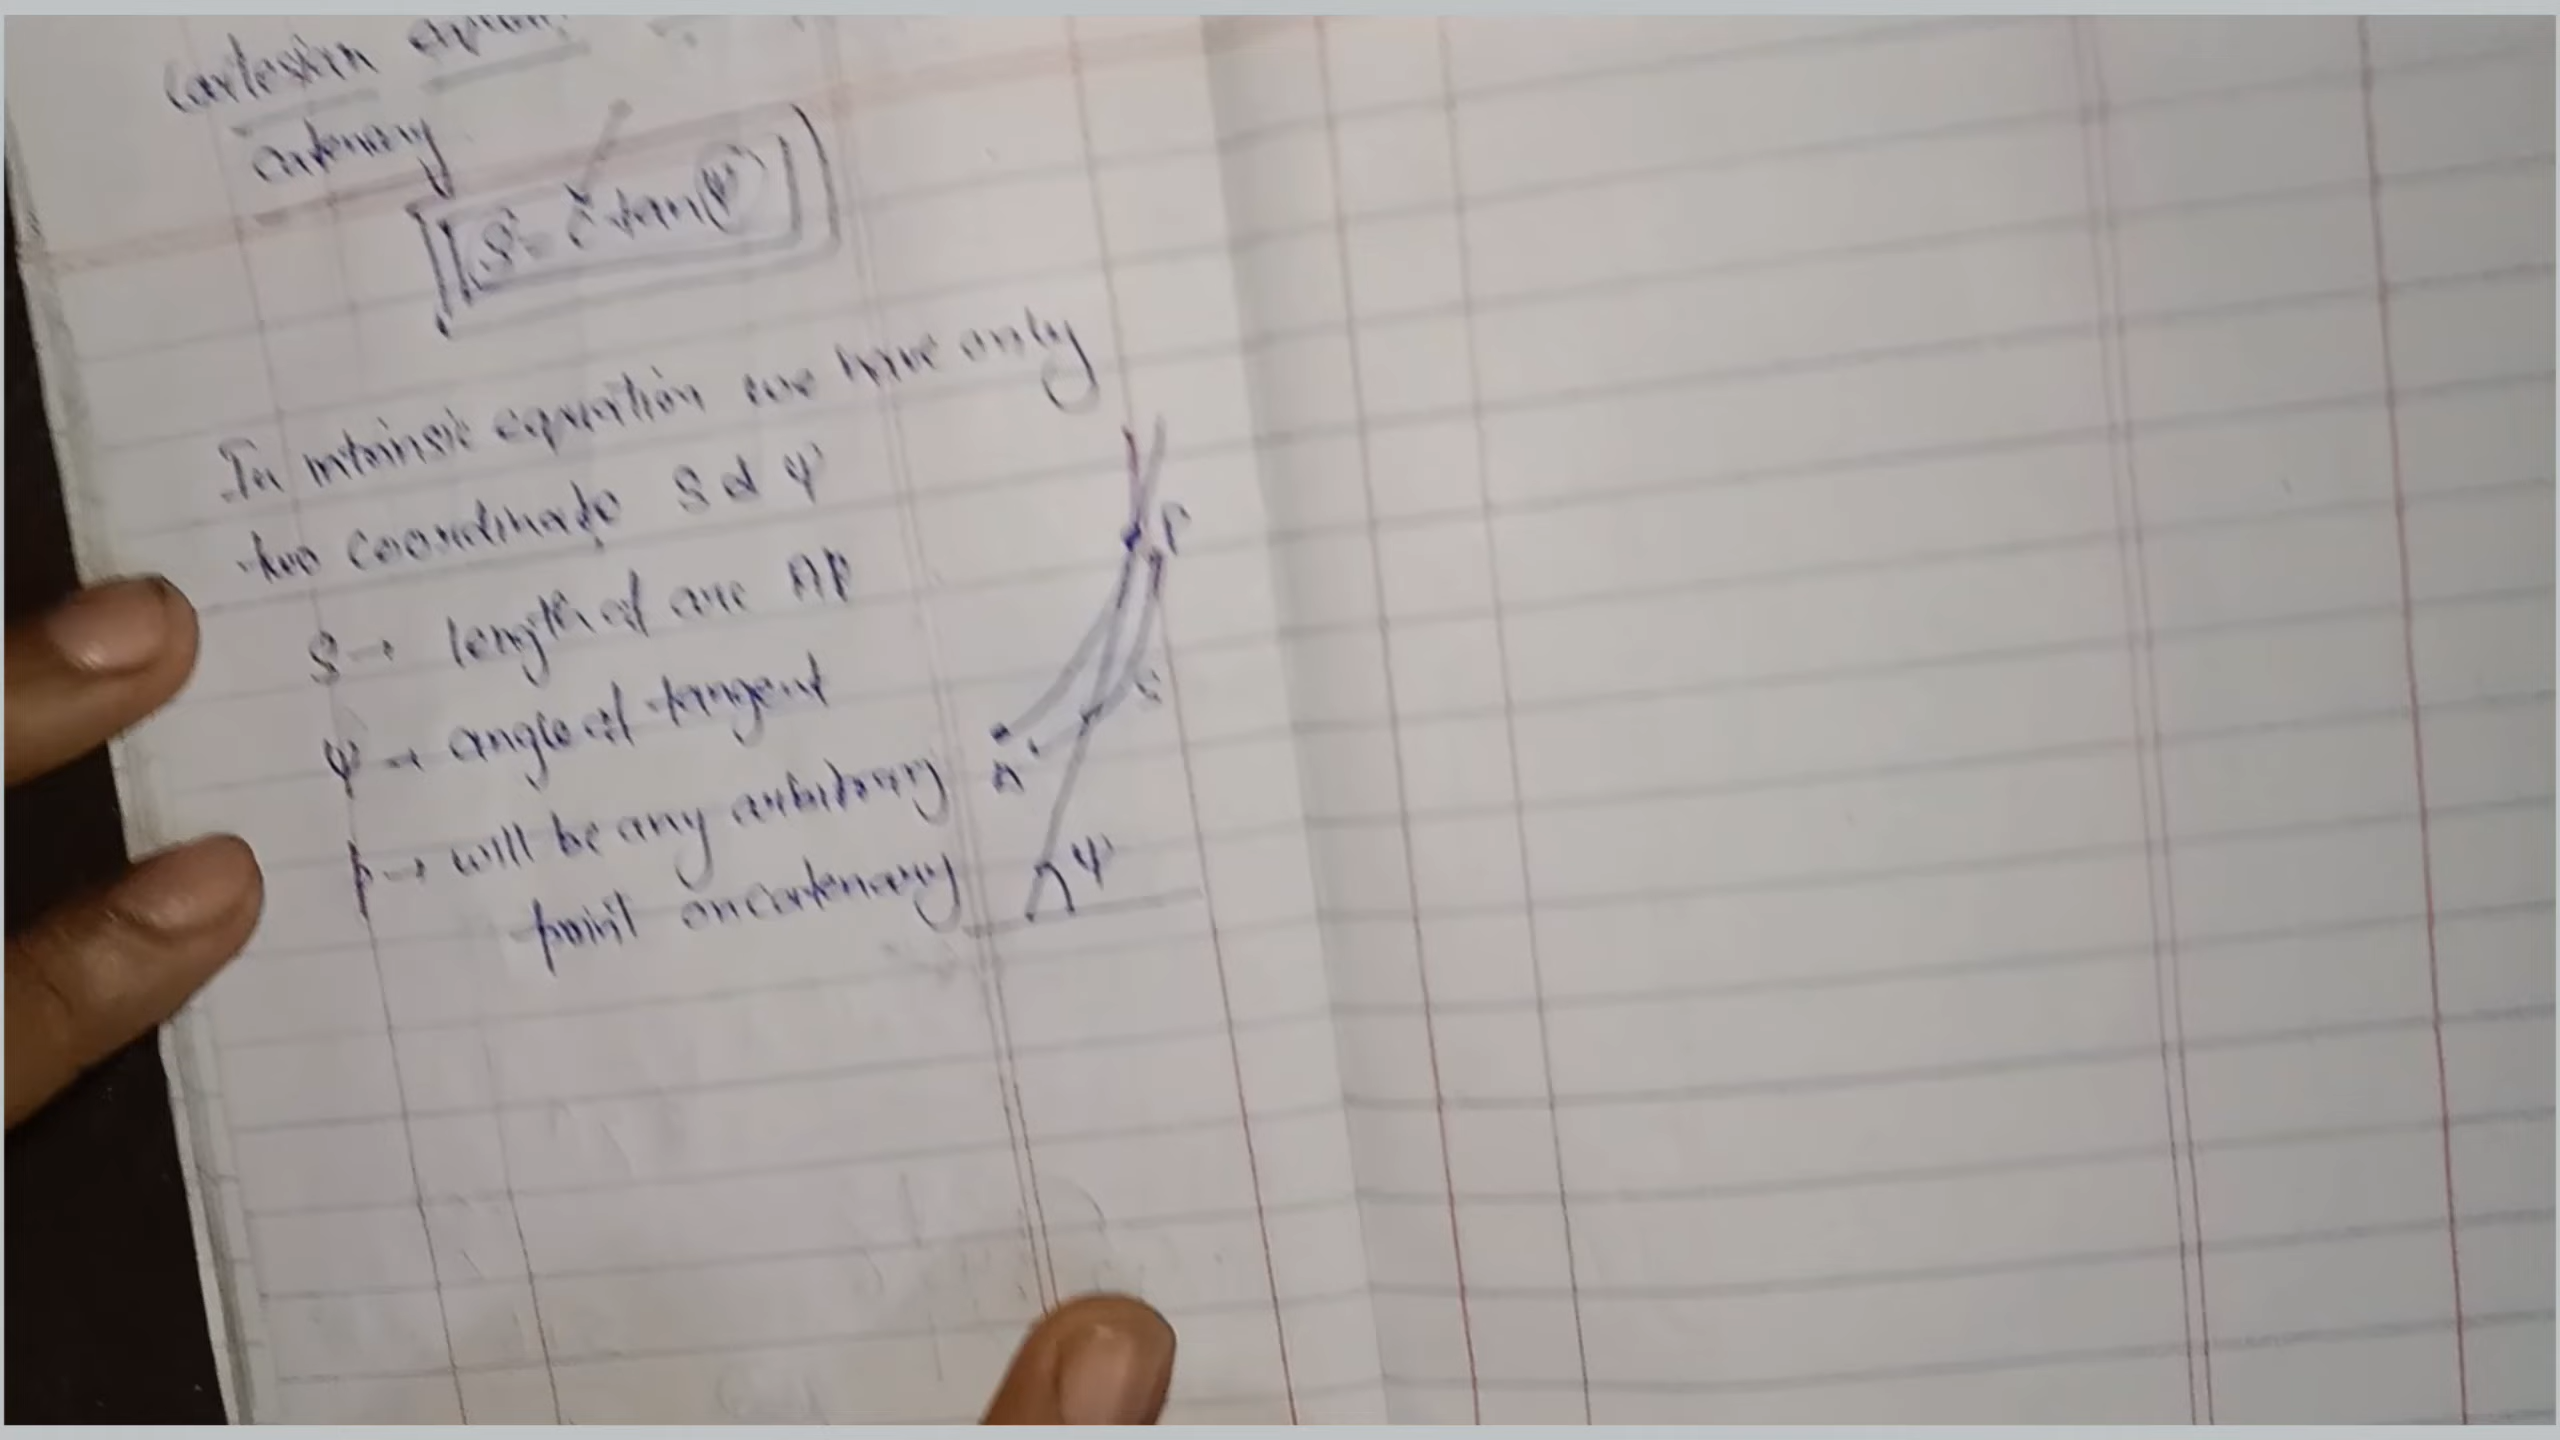 Cartesian
catenary
S = c tan ψ
In intrinsic equation we have only
two coordinate S & ψ
S → length of arc AP
ψ → angle of tangent
P → will be any arbitrary
point on catenary
P
S
A
ψ